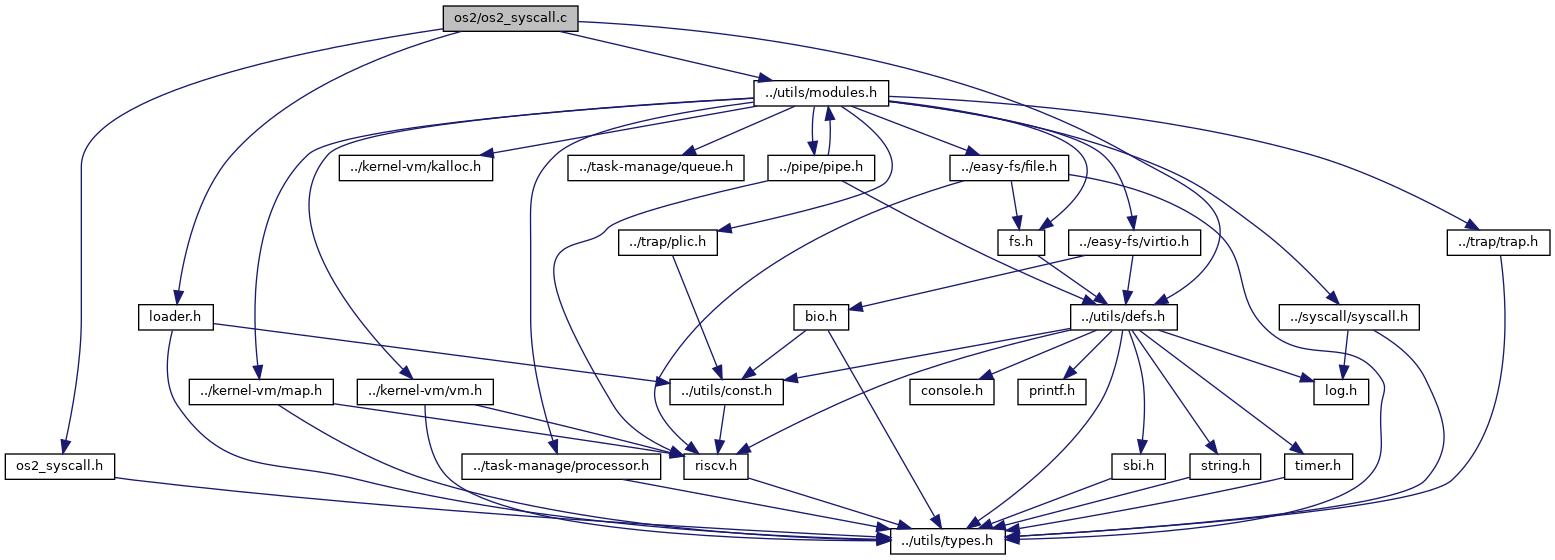 os2/os2_syscall.c
../utils/modules.h
../kernel-vm/kalloc.h
../task-manage/queue.h
../pipe/pipe.h
../easy-fs/file.h
../trap/plic.h
fs.h
../easy-fs/virtio.h
../trap/trap.h
loader.h
bio.h
../utils/defs.h
../syscall/syscall.h
../kernel-vm/map.h
../kernel-vm/vm.h
../utils/const.h
console.h
printf.h
log.h
os2_syscall.h
../task-manage/processor.h
riscv.h
sbi.h
string.h
timer.h
../utils/types.h